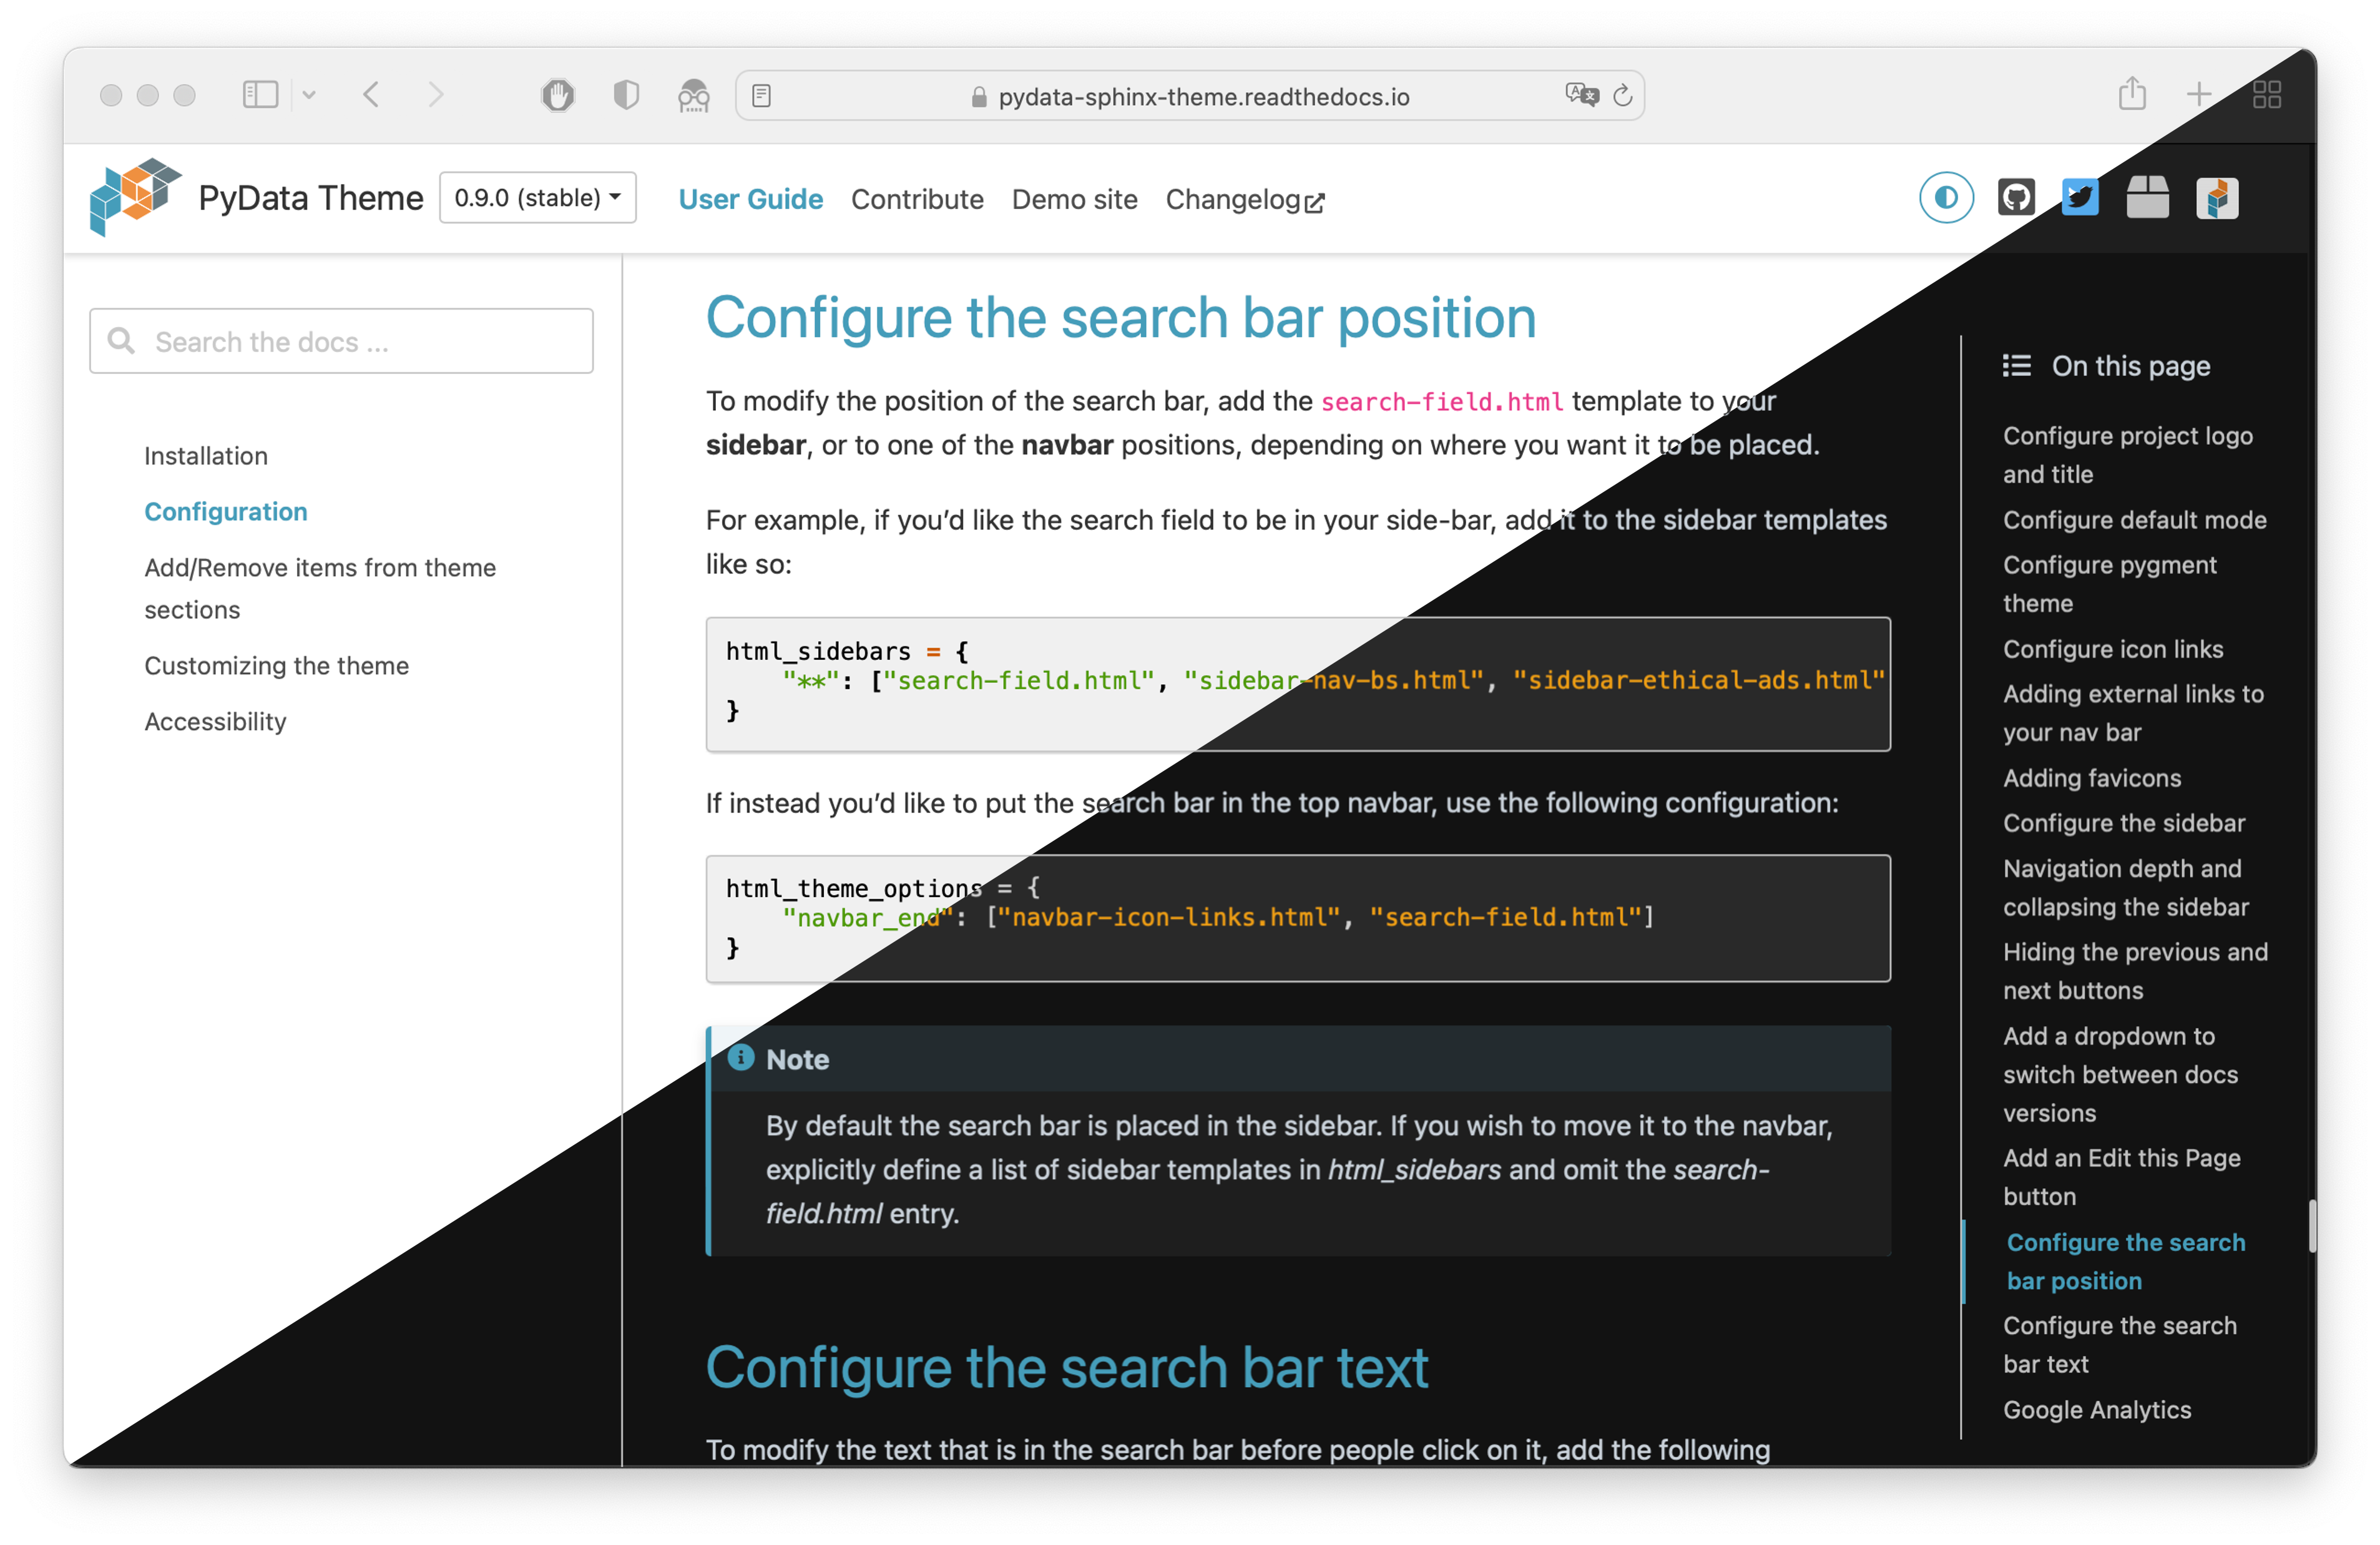 pydata-sphinx-theme.readthedocs.io
PyData Theme
0.9.0 (stable)
User Guide
Contribute
Demo site
Changelog
Search the docs ...
Installation
Configuration
Add/Remove items from theme
sections
Customizing the theme
Accessibility
Configure the search bar position
To modify the position of the search bar, add the search-field.html template to your
sidebar, or to one of the navbar positions, depending on where you want it to be placed.
For example, if you’d like the search field to be in your side-bar, add it to the sidebar templates
like so:
html_sidebars = {
    "**": ["search-field.html", "sidebar-nav-bs.html", "sidebar-ethical-ads.html"
}
If instead you’d like to put the search bar in the top navbar, use the following configuration:
html_theme_options = {
    "navbar_end": ["navbar-icon-links.html", "search-field.html"]
}
Note
By default the search bar is placed in the sidebar. If you wish to move it to the navbar,
explicitly define a list of sidebar templates in html_sidebars and omit the search-
field.html entry.
Configure the search bar text
To modify the text that is in the search bar before people click on it, add the following
On this page
Configure project logo
and title
Configure default mode
Configure pygment
theme
Configure icon links
Adding external links to
your nav bar
Adding favicons
Configure the sidebar
Navigation depth and
collapsing the sidebar
Hiding the previous and
next buttons
Add a dropdown to
switch between docs
versions
Add an Edit this Page
button
Configure the search
bar position
Configure the search
bar text
Google Analytics